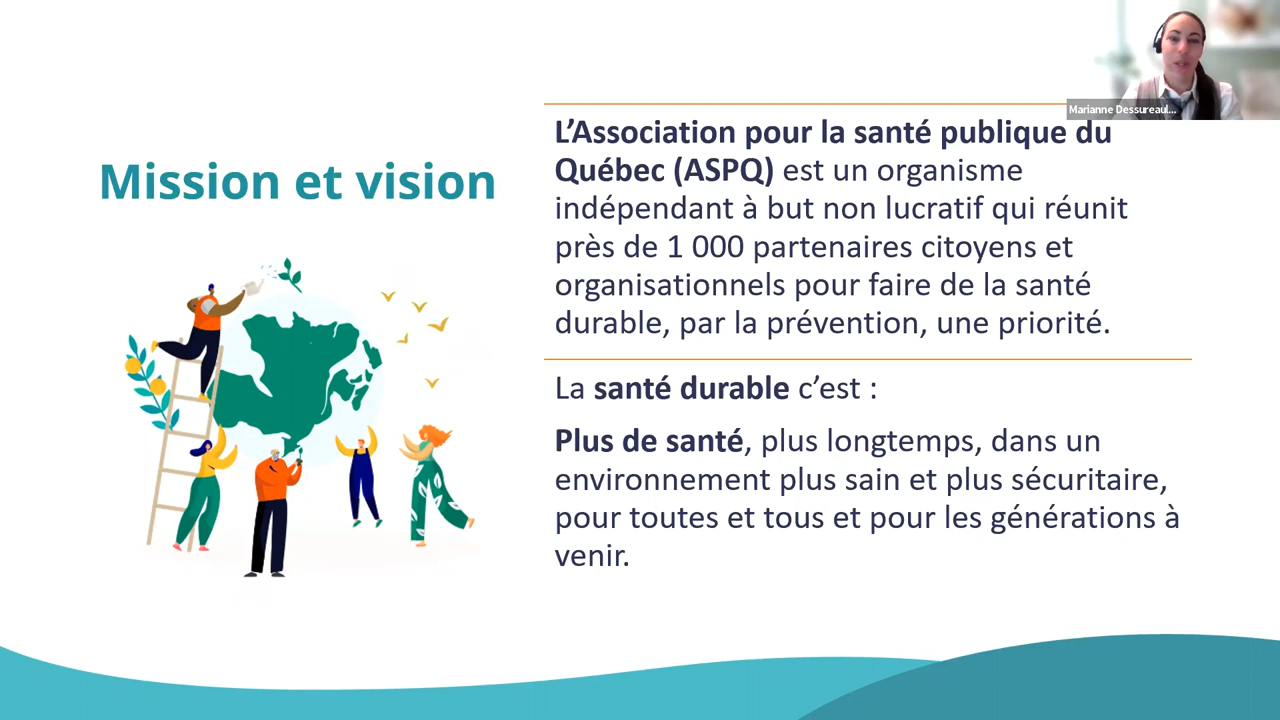 Marianne Dessureaul...
Mission et vision
L'Association pour la santé publique du
Québec (ASPQ) est un organisme
indépendant à but non lucratif qui réunit
près de 1 000 partenaires citoyens et
organisationnels pour faire de la santé
durable, par la prévention, une priorité.
La santé durable c'est :
Plus de santé, plus longtemps, dans un
environnement plus sain et plus sécuritaire,
pour toutes et tous et pour les générations à
venir.